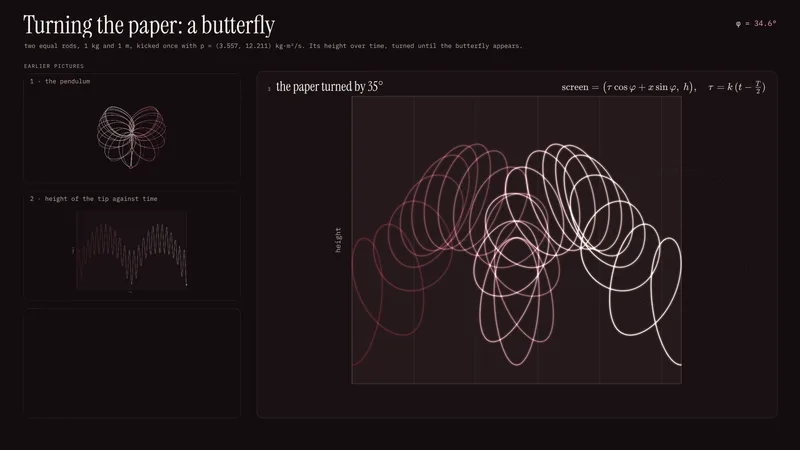 Turning the paper: a butterfly
φ = 34.6°
two equal rods, 1 kg and 1 m, kicked once with p = (3.557, 12.211) kg·m²/s. Its height over time, turned until the butterfly appears.
EARLIER PICTURES
1 · the pendulum
2 · height of the tip against time
3 the paper turned by 35°
screen = (τ cos φ + x sin φ, h), τ = k (t − T/2)
height